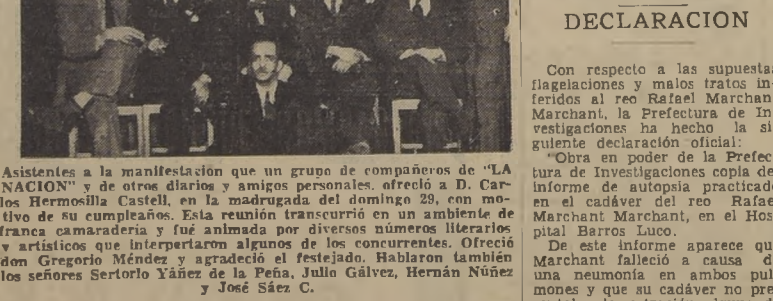 Asistentes a la manifestación que un grupo de compañeros de "LA
NACION" y de otros diarios y amigos personales, ofreció a D. Car-
los Hermosilla Castell, en la madrugada del domingo 29, con mo-
tivo de su cumpleaños. Esta reunión transcurrió en un ambiente de
franca camaradería y fué animada por diversos números literarios
y artísticos que interpertaron algunos de los concurrentes. Ofreció
don Gregorio Méndez y agradeció el festejado. Hablaron también
los señores Sertorio Yáñez de la Peña, Julio Gálvez, Hernán Núñez
y José Sáez C.
DECLARACION
Con respecto a las supuestas
flagelaciones y malos tratos in-
feridos al reo Rafael Marchan
Marchant, la Prefectura de In
vestigaciones ha hecho la si
guiente declaración oficial:
"Obra en poder de la Prefec
tura de Investigaciones copia de
informe de autopsia practicad
en el cadáver del reo Rafae
Marchant Marchant, en el Hos
pital Barros Luco.
De este informe aparece qu
Marchant falleció a causa d
una neumonía en ambos pul
mones y que su cadáver no pre